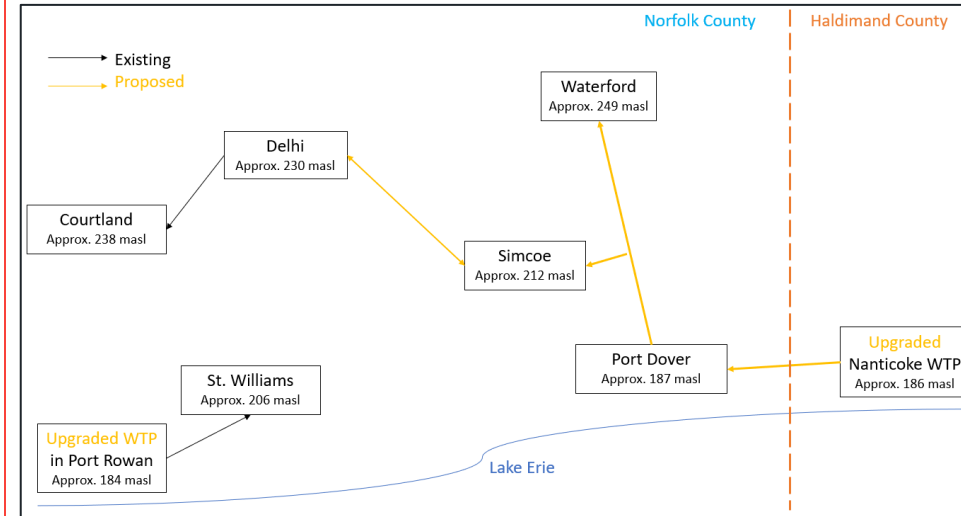 Norfolk County
Haldimand County
Existing
Proposed
Waterford
Approx. 249 masl
Delhi
Approx. 230 masl
Courtland
Approx. 238 masl
Simcoe
Approx. 212 masl
Port Dover
Approx. 187 masl
Upgraded
Nanticoke WTP
Approx. 186 masl
St. Williams
Approx. 206 masl
Upgraded WTP
in Port Rowan
Approx. 184 masl
Lake Erie